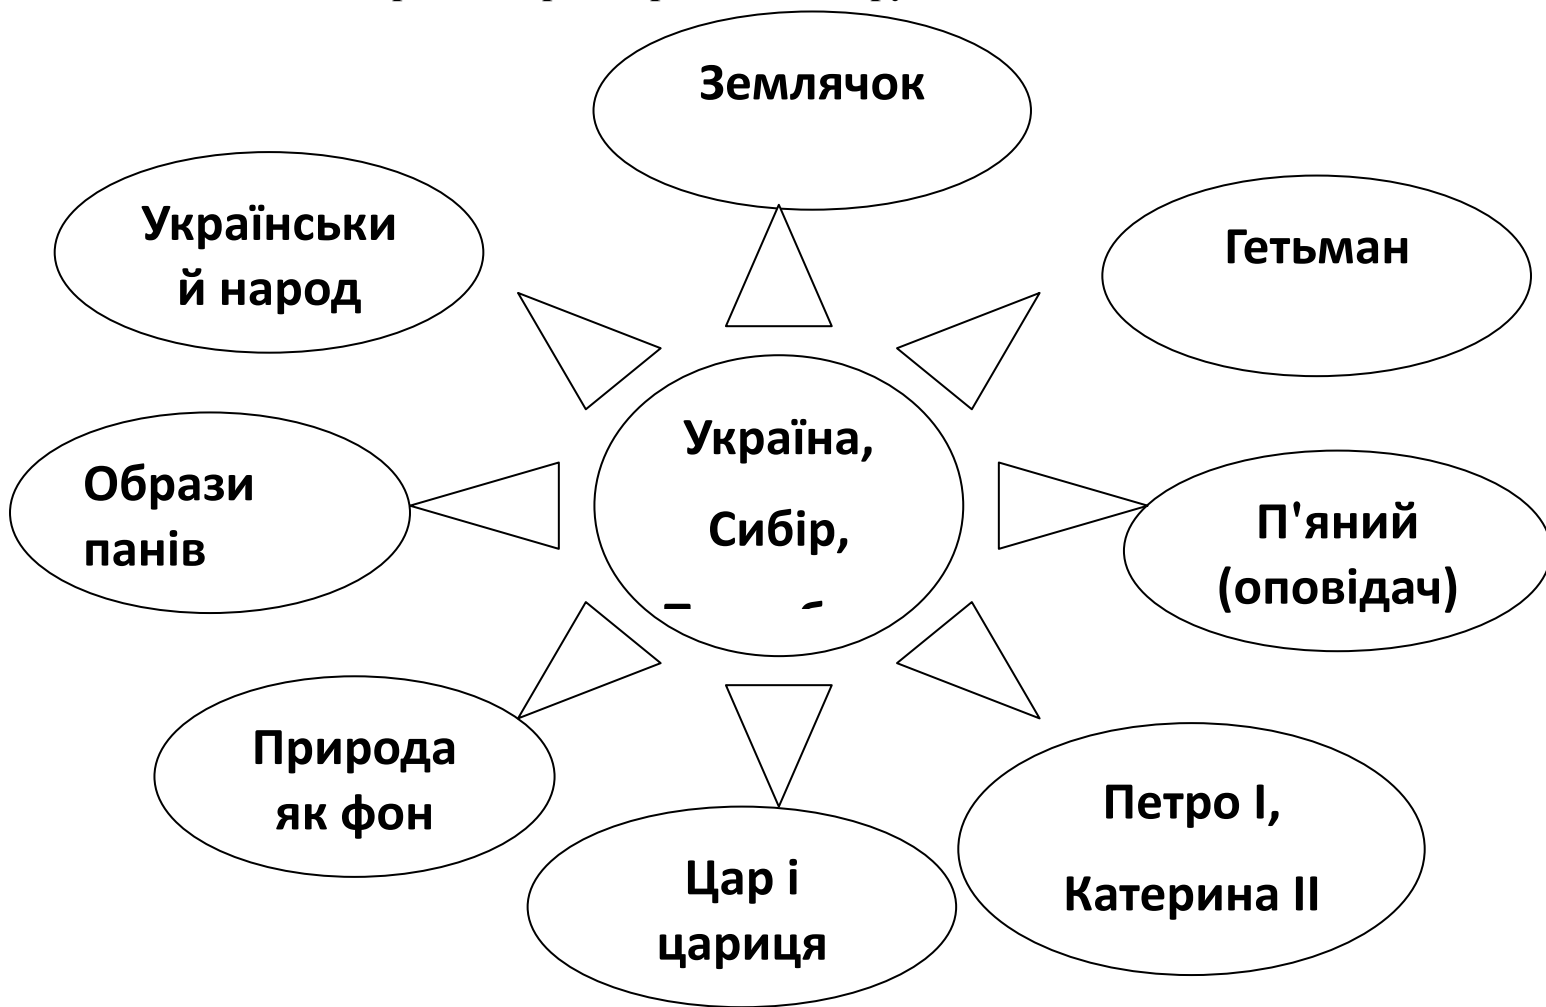 Землячок
Українськи
й народ
Гетьман
Україна,
Сибір,
Образи
панів
П'яний
(оповідач)
Природа
як фон
Петро І,
Катерина ІІ
Цар і
цариця